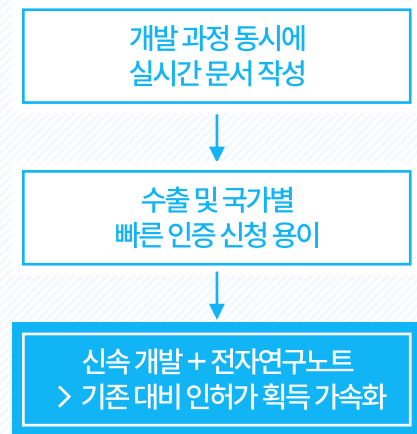 개발 과정 동시에
실시간 문서 작성
수출 및 국가별
빠른 인증 신청 용이
신속 개발 + 전자연구노트
> 기존 대비 인허가 획득 가속화